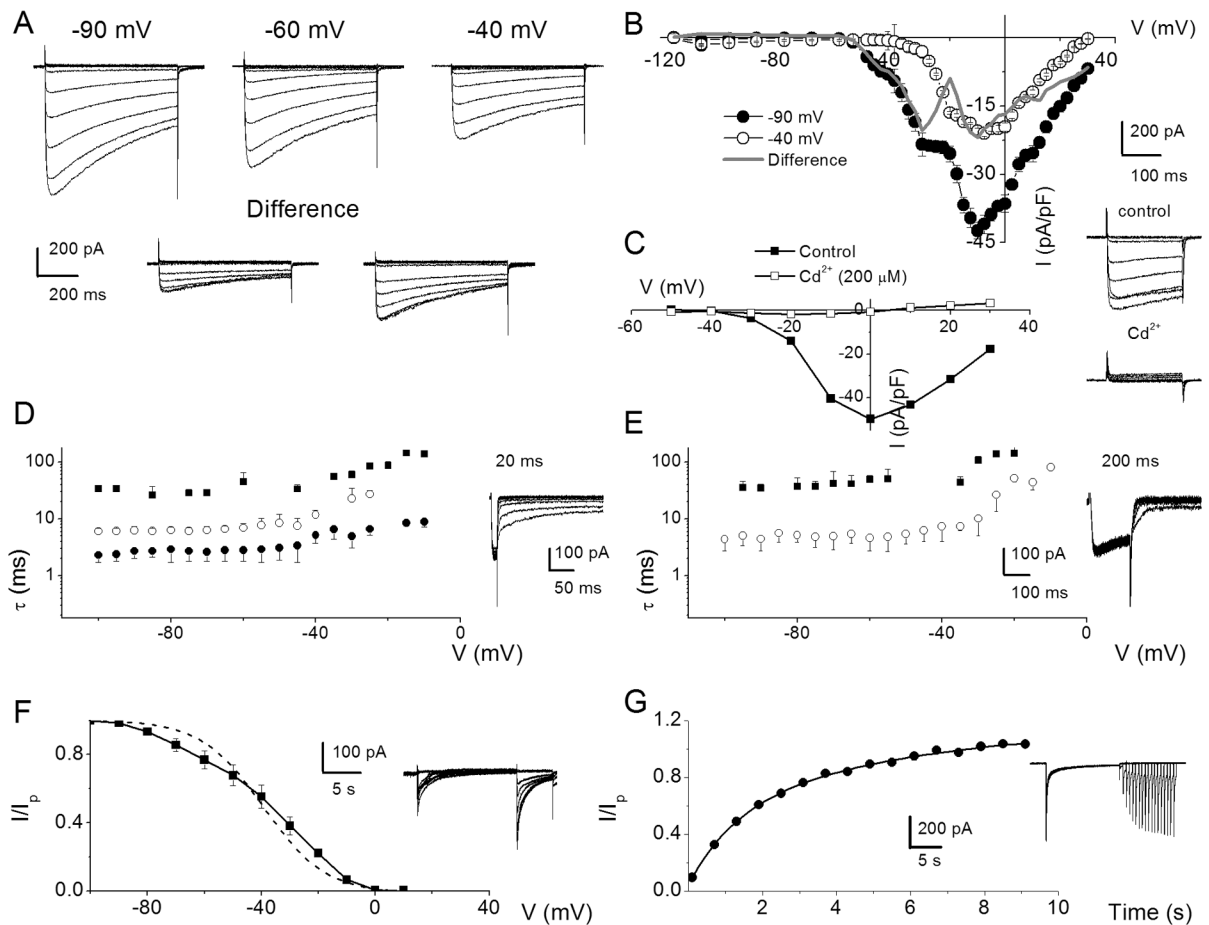 A
-90 mV
-60 mV
-40 mV
Difference
200 pA
200 ms
B
V (mV)
-120
-80
-40
40
-15
-30
-45
I (pA/pF)
-90 mV
-40 mV
Difference
200 pA
100 ms
control
Cd2+
C
Control
Cd2+ (200 μM)
V (mV)
-60
-40
-20
0
20
40
-20
-40
I (pA/pF)
D
100
10
1
τ (ms)
-80
-40
0
V (mV)
20 ms
100 pA
50 ms
E
100
10
1
τ (ms)
-80
-40
0
V (mV)
200 ms
100 pA
100 ms
F
0.8
0.4
0.0
I/Ip
-80
-40
0
40
V (mV)
100 pA
5 s
G
1.2
0.8
0.4
0.0
I/Ip
2
4
6
8
10
Time (s)
200 pA
5 s